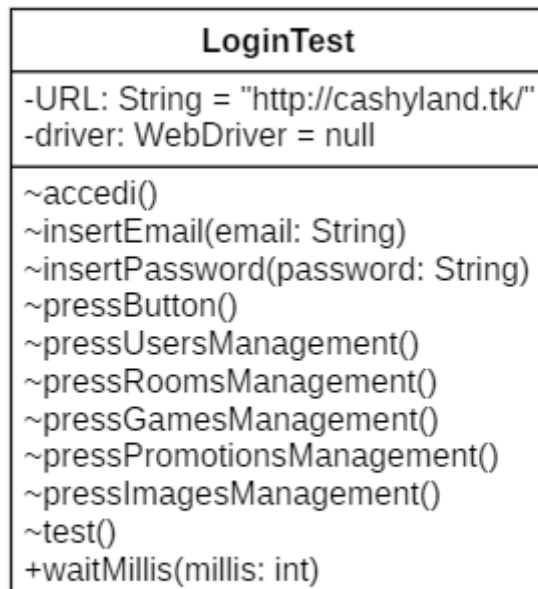 LoginTest
-URL: String = "http://cashyland.tk/"
-driver: WebDriver = null
~accedi()
~insertEmail(email: String)
~insertPassword(password: String)
~pressButton()
~pressUsersManagement()
~pressRoomsManagement()
~pressGamesManagement()
~pressPromotionsManagement()
~pressImagesManagement()
~test()
+waitMillis(millis: int)